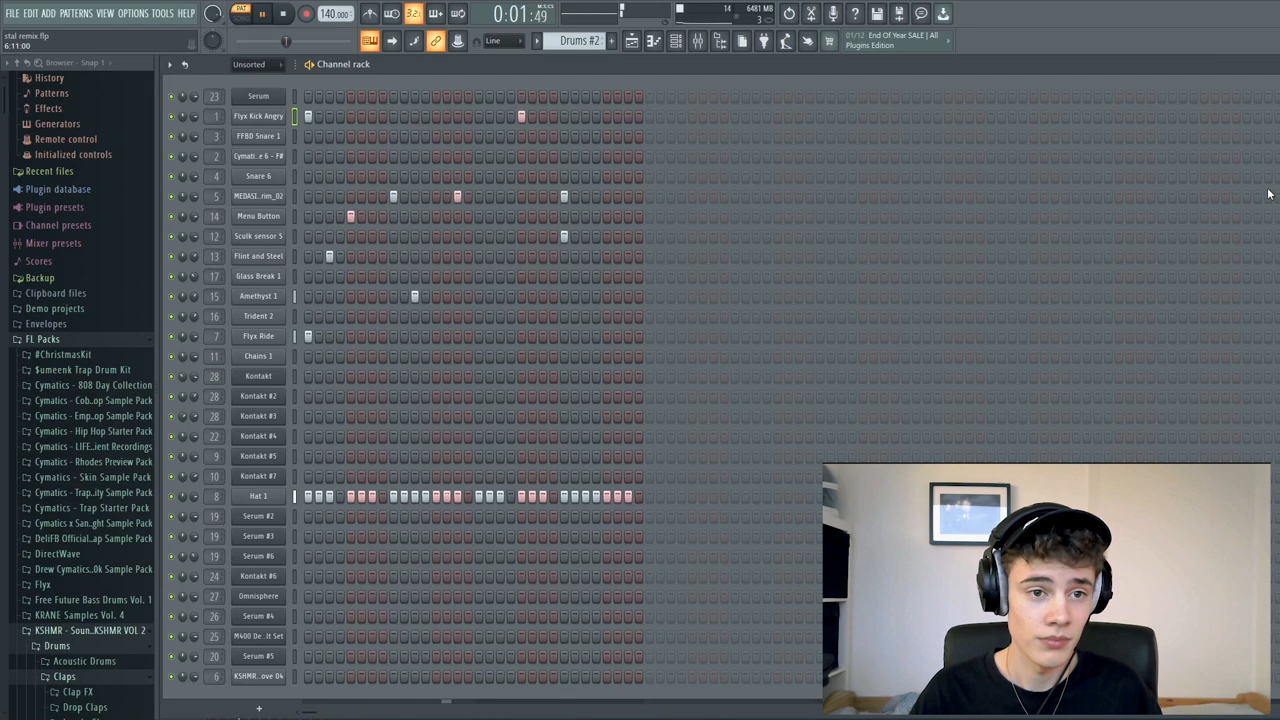 FILE EDIT ADD PATTERNS VIEW OPTIONS TOOLS HELP
PAT
140.000
3.2
0:01:49
M:S:CS
14
6481 MB
3
stal remix.flp
6:11:00
Line
Drums #2
01/12 End Of Year SALE | All
Plugins Edition
Browser - Snap 1
Unsorted
Channel rack
History
Patterns
Effects
Generators
Remote control
Initialized controls
Recent files
Plugin database
Plugin presets
Channel presets
Mixer presets
Scores
Backup
Clipboard files
Demo projects
Envelopes
FL Packs
#ChristmasKit
$umeenk Trap Drum Kit
Cymatics - 808 Day Collection
Cymatics - Cob..op Sample Pack
Cymatics - Emp..op Sample Pack
Cymatics - Hip Hop Starter Pack
Cymatics - LIFE..ient Recordings
Cymatics - Rhodes Preview Pack
Cymatics - Skin Sample Pack
Cymatics - Trap..ity Sample Pack
Cymatics - Trap Starter Pack
Cymatics x San..ght Sample Pack
DeliFB Official..ap Sample Pack
DirectWave
Drew Cymatics..0k Sample Pack
Flyx
Free Future Bass Drums Vol. 1
KRANE Samples Vol. 4
KSHMR - Soun..KSHMR VOL 2
Drums
Acoustic Drums
Claps
Clap FX
Drop Claps
23 Serum
1 Flyx Kick Angry
3 FFBD Snare 1
2 Cymati..e 6 - F#
4 Snare 6
5 MEDASI..rim_02
14 Menu Button
12 Sculk sensor 5
13 Flint and Steel
17 Glass Break 1
15 Amethyst 1
16 Trident 2
7 Flyx Ride
11 Chains 1
28 Kontakt
28 Kontakt #2
28 Kontakt #3
22 Kontakt #4
9 Kontakt #5
10 Kontakt #7
8 Hat 1
19 Serum #2
19 Serum #3
19 Serum #6
24 Kontakt #6
27 Omnisphere
26 Serum #4
25 M400 De..lt Set
20 Serum #5
6 KSHMR..ove 04